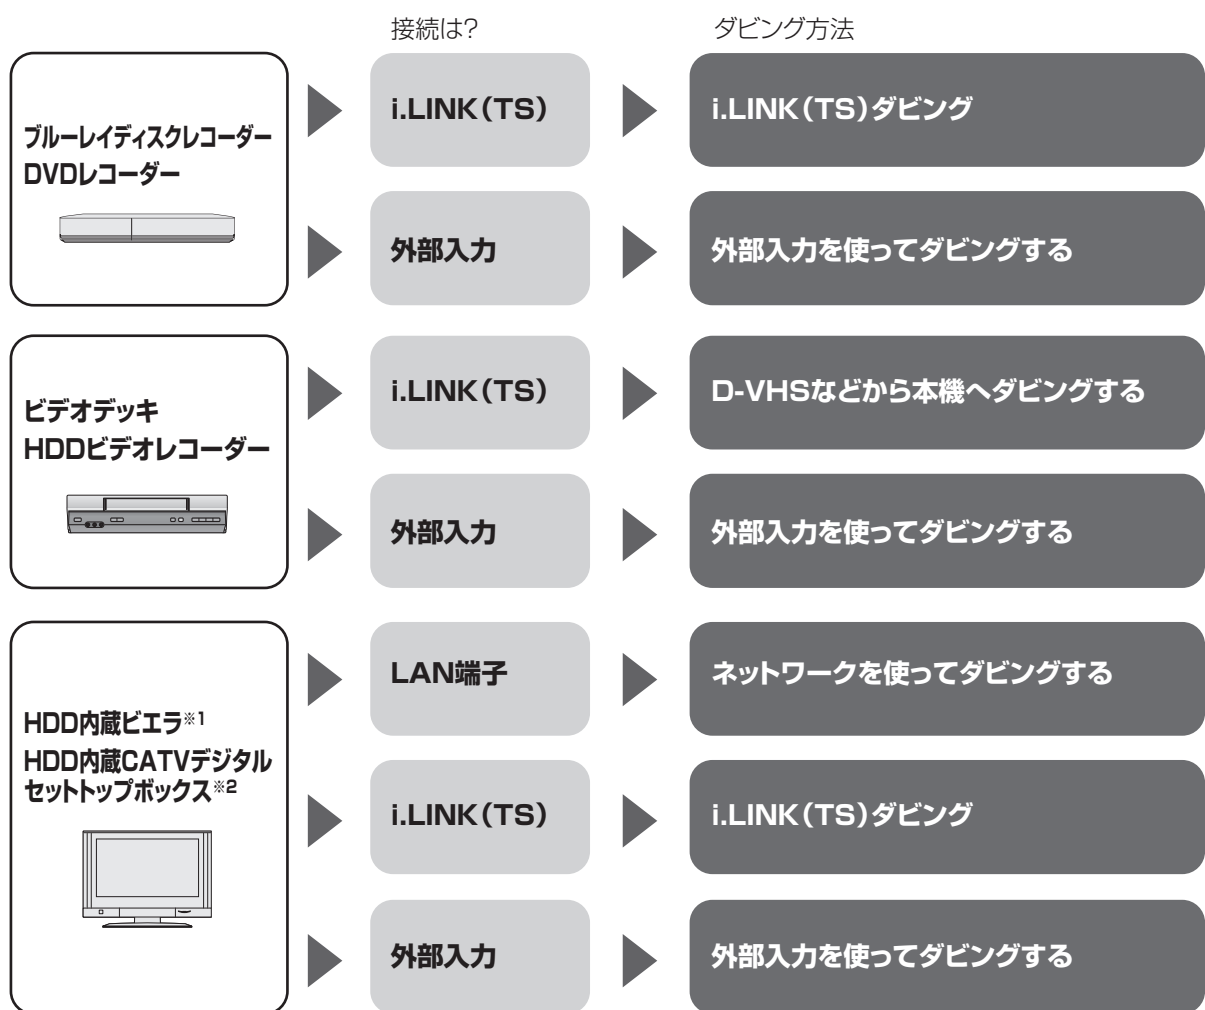 接続は?
ダビング方法
ブルーレイディスクレコーダー
DVDレコーダー
i.LINK(TS)
i.LINK(TS)ダビング
外部入力
外部入力を使ってダビングする
ビデオデッキ
HDDビデオレコーダー
i.LINK(TS)
D-VHSなどから本機へダビングする
外部入力
外部入力を使ってダビングする
HDD内蔵ビエラ※1
HDD内蔵CATVデジタル
セットトップボックス※2
LAN端子
ネットワークを使ってダビングする
i.LINK(TS)
i.LINK(TS)ダビング
外部入力
外部入力を使ってダビングする